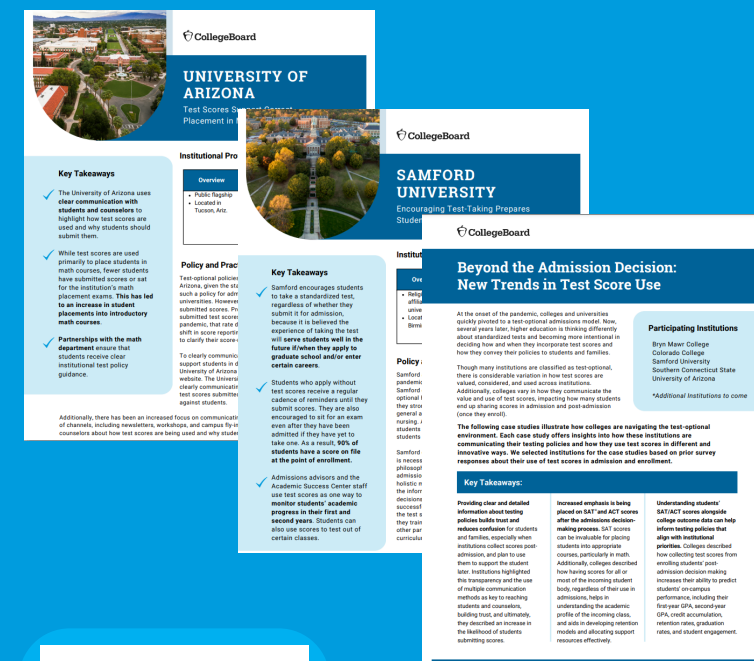 CollegeBoard
UNIVERSITY OF
ARIZONA
Test Scores Support Correct
Placement in
Key Takeaways
The University of Arizona uses
clear communication with
students and counselors to
highlight how test scores are
used and why students should
submit them.
While test scores are used
primarily to place students in
math courses, fewer students
have submitted scores or sat
for the institution's math
placement exams. This has led
to an increase in student
placements into introductory
math courses.
Partnerships with the math
department ensure that
students receive clear
institutional test policy
guidance.
Institutional Pro
Overview
• Public flagship
• Located in
Tucson, Ariz.
Policy and Prac
Test-optional policies
Arizona, given the sta
such a policy for adm
universities. However
submitted scores. Pr
submitted test scores
pandemic, that rate d
shift in score reportin
to clarify their score-
To clearly communic
support students in d
University of Arizona
website. The Universi
clearly communicatin
test scores submitted
against students.
Additionally, there has been an increased focus on communicatin
of channels, including newsletters, workshops, and campus fly-in
counselors about how test scores are being used and why studen
CollegeBoard
SAMFORD
UNIVERSITY
Encouraging Test-Taking Prepares
Studen
Key Takeaways
Samford encourages students
to take a standardized test,
regardless of whether they
submit it for admission,
because it is believed the
experience of taking the test
will serve students well in the
future if/when they apply to
graduate school and/or enter
certain careers.
Students who apply without
test scores receive a regular
cadence of reminders until they
submit scores. They are also
encouraged to sit for an exam
even after they have been
admitted if they have yet to
take one. As a result, 90% of
students have a score on file
at the point of enrollment.
Admissions advisors and the
Academic Success Center staff
use test scores as one way to
monitor students' academic
progress in their first and
second years. Students can
also use scores to test out of
certain classes.
Institut
Ove
• Religi
affilia
unive
• Locat
Birmi
Policy a
Samford
pandemic
Samford
optional
they stro
general a
nursing.
students
students
Samford
is necess
philosoph
admissio
holistic r
the inform
decisions
successf
the test s
they train
other par
curricula
CollegeBoard
Beyond the Admission Decision:
New Trends in Test Score Use
At the onset of the pandemic, colleges and universities
quickly pivoted to a test-optional admissions model. Now,
several years later, higher education is thinking differently
about standardized tests and becoming more intentional in
deciding how and when they incorporate test scores and
how they convey their policies to students and families.
Though many institutions are classified as test-optional,
there is considerable variation in how test scores are
valued, considered, and used across institutions.
Additionally, colleges vary in how they communicate the
value and use of test scores, impacting how many students
end up sharing scores in admission and post-admission
(once they enroll).
Participating Institutions
Bryn Mawr College
Colorado College
Samford University
Southern Connecticut State
University of Arizona
*Additional Institutions to come
The following case studies illustrate how colleges are navigating the test-optional
environment. Each case study offers insights into how these institutions are
communicating their testing policies and how they use test scores in different and
innovative ways. We selected institutions for the case studies based on prior survey
responses about their use of test scores in admission and enrollment.
Key Takeaways:
Providing clear and detailed
information about testing
policies builds trust and
reduces confusion for students
and families, especially when
institutions collect scores post-
admission, and plan to use
them to support the student
later. Institutions highlighted
this transparency and the use
of multiple communication
methods as key to reaching
students and counselors,
building trust, and ultimately,
they described an increase in
the likelihood of students
submitting scores.
Increased emphasis is being
placed on SAT® and ACT scores
after the admissions decision-
making process. SAT scores
can be invaluable for placing
students into appropriate
courses, particularly in math.
Additionally, colleges described
how having scores for all or
most of the incoming student
body, regardless of their use in
admissions, helps in
understanding the academic
profile of the incoming class,
and aids in developing retention
models and allocating support
resources effectively.
Understanding students'
SAT/ACT scores alongside
college outcome data can help
inform testing policies that
align with institutional
priorities. Colleges described
how collecting test scores from
enrolling students' post-
admission decision making
increases their ability to predict
students' on-campus
performance, including their
first-year GPA, second-year
GPA, credit accumulation,
retention rates, graduation
rates, and student engagement.